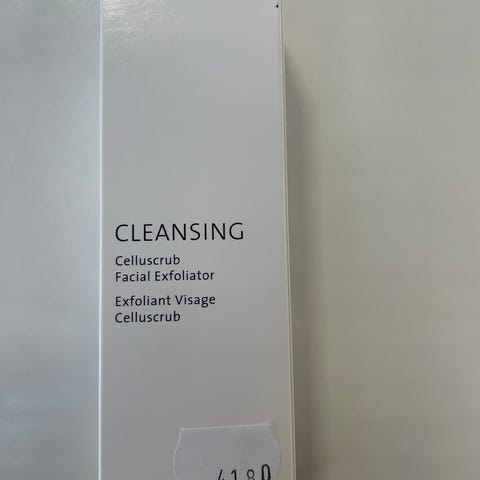 CLEANSING
Celluscrub
Facial Exfoliator
Exfoliant Visage
Celluscrub
4180